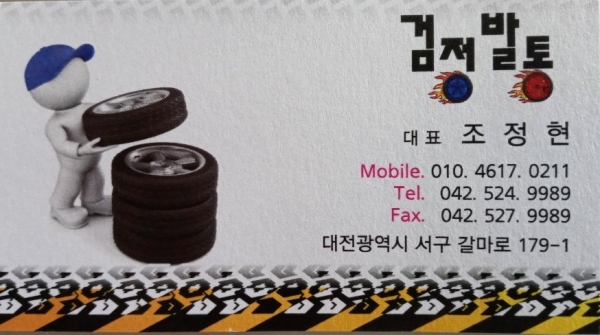 검정발통
대표 조정현
Mobile. 010. 4617. 0211
Tel. 042. 524. 9989
Fax. 042. 527. 9989
대전광역시 서구 갈마로 179-1